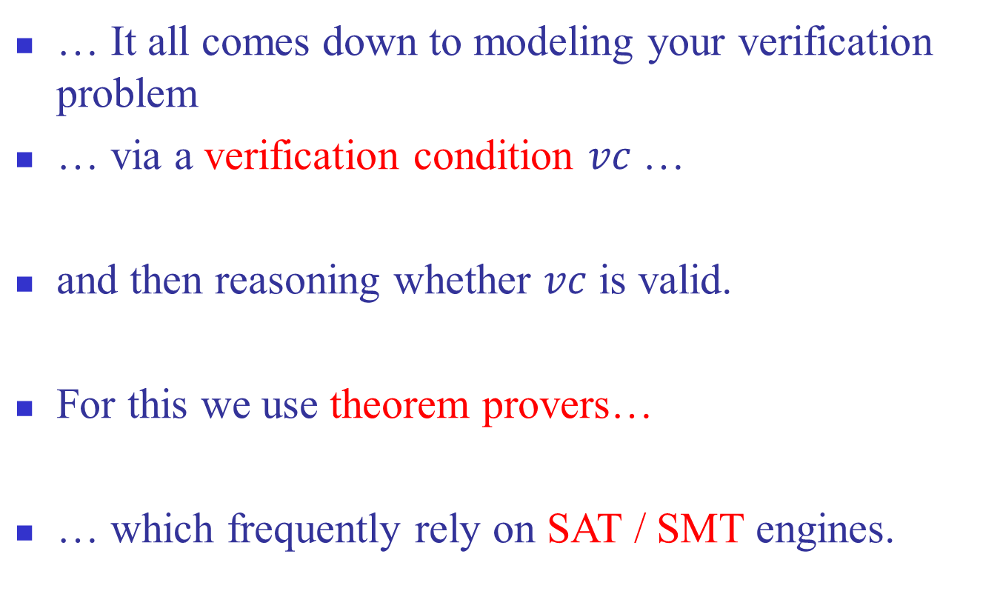 ▪ … It all comes down to modeling your verification
problem
▪ … via a verification condition vc …
▪ and then reasoning whether vc is valid.
▪ For this we use theorem provers…
▪ … which frequently rely on SAT / SMT engines.